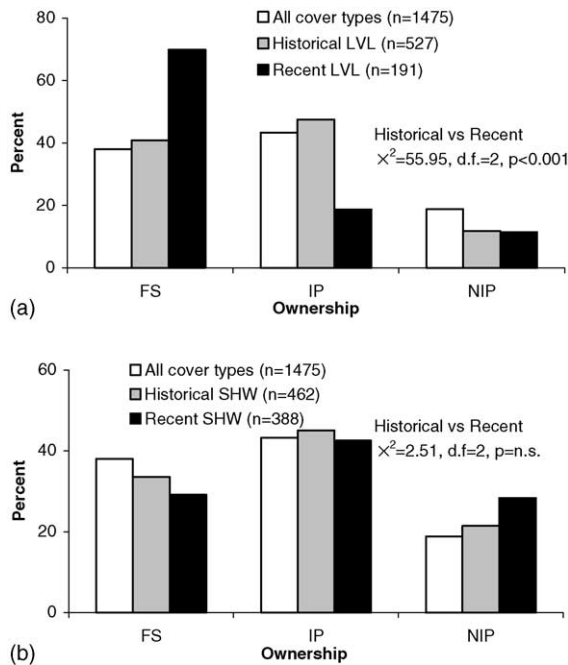 80
60
40
20
0
Percent
All cover types (n=1475)
Historical LVL (n=527)
Recent LVL (n=191)
Historical vs Recent
X²=55.95, d.f.=2, p<0.001
FS IP NIP
Ownership
(a)
60
40
20
0
Percent
All cover types (n=1475)
Historical SHW (n=462)
Recent SHW (n=388)
Historical vs Recent
X²=2.51, d.f=2, p=n.s.
FS IP NIP
Ownership
(b)